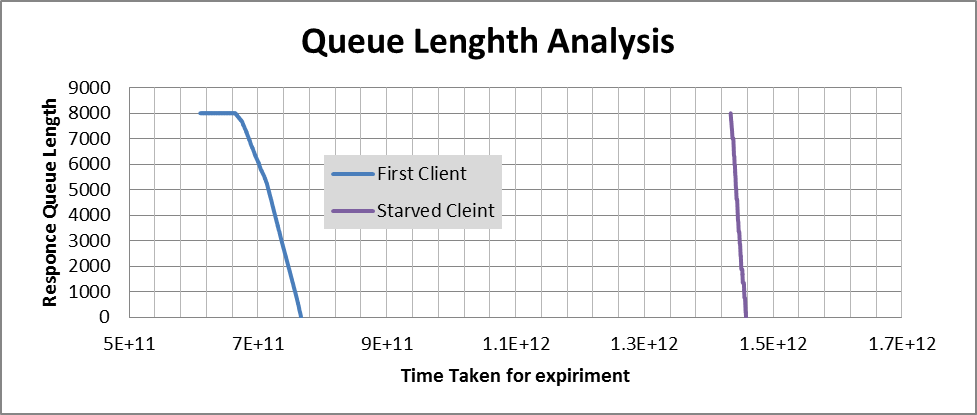 Queue Lenghth Analysis
Responce Queue Length
9000
8000
7000
6000
5000
4000
3000
2000
1000
0
First Client
Starved Cleint
5E+11 7E+11 9E+11 1.1E+12 1.3E+12 1.5E+12 1.7E+12
Time Taken for expiriment